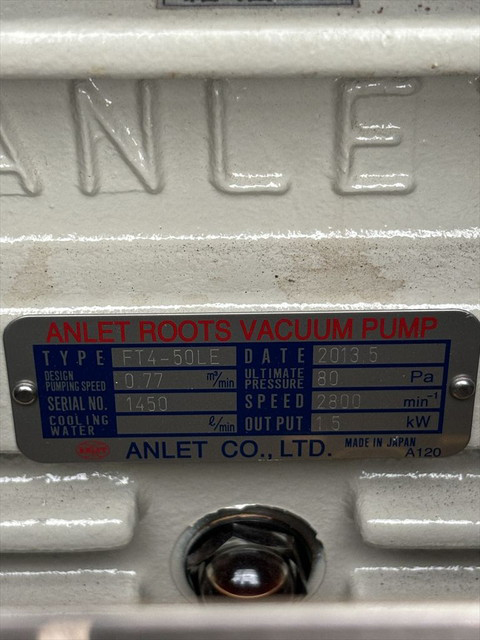 ANLE
ANLET ROOTS VACUUM PUMP
TYPE FT4-50LE DATE 2013.5
DESIGN PUMPING SPEED 0.77 m³/min ULTIMATE PRESSURE 80 Pa
SERIAL NO. 1450 SPEED 2800 min⁻¹
COOLING WATER ℓ/min OUTPUT 1.5 kW
ANLET CO., LTD. MADE IN JAPAN
A120